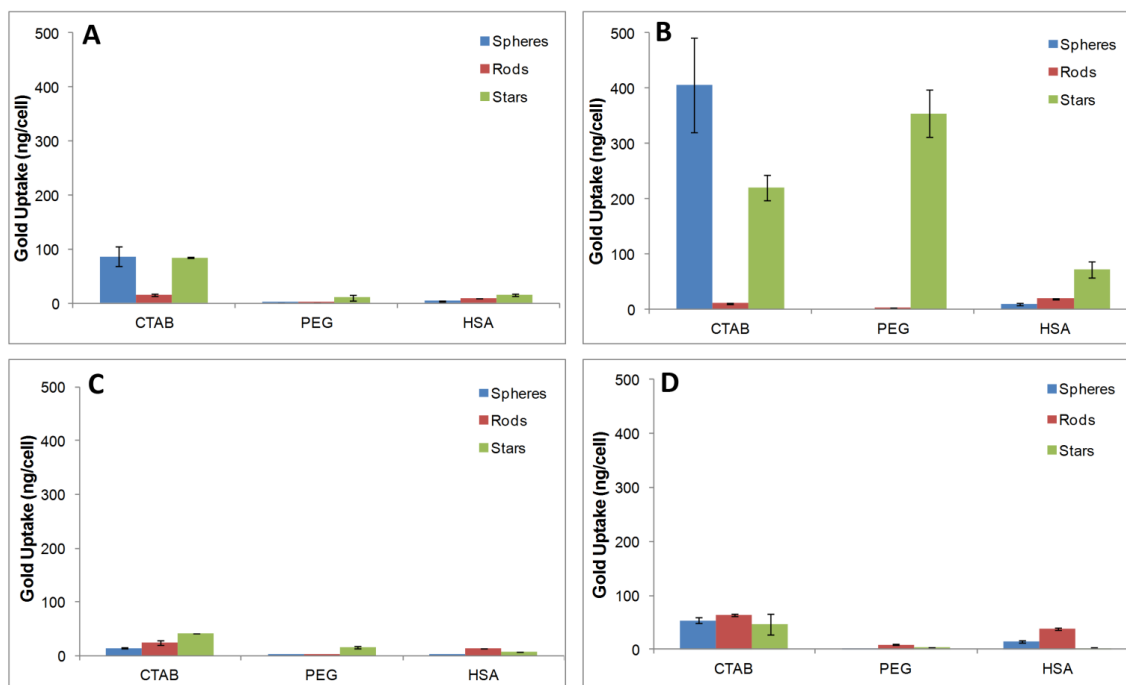 A
Gold Uptake (ng/cell)
500
400
300
200
100
0
CTAB
PEG
HSA
Spheres
Rods
Stars
B
Gold Uptake (ng/cell)
500
400
300
200
100
0
CTAB
PEG
HSA
Spheres
Rods
Stars
C
Gold Uptake (ng/cell)
500
400
300
200
100
0
CTAB
PEG
HSA
Spheres
Rods
Stars
D
Gold Uptake (ng/cell)
500
400
300
200
100
0
CTAB
PEG
HSA
Spheres
Rods
Stars